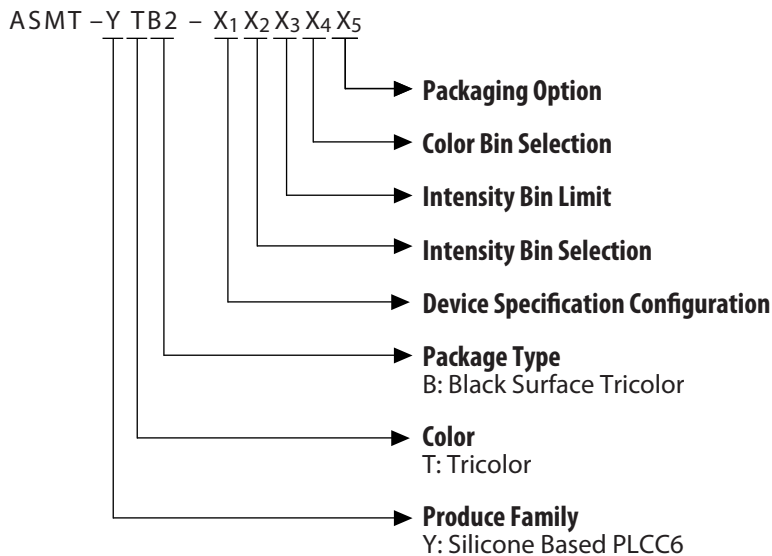 ASMT –Y TB2 – X1 X2 X3 X4 X5
Packaging Option
Color Bin Selection
Intensity Bin Limit
Intensity Bin Selection
Device Specification Configuration
Package Type
B: Black Surface Tricolor
Color
T: Tricolor
Produce Family
Y: Silicone Based PLCC6